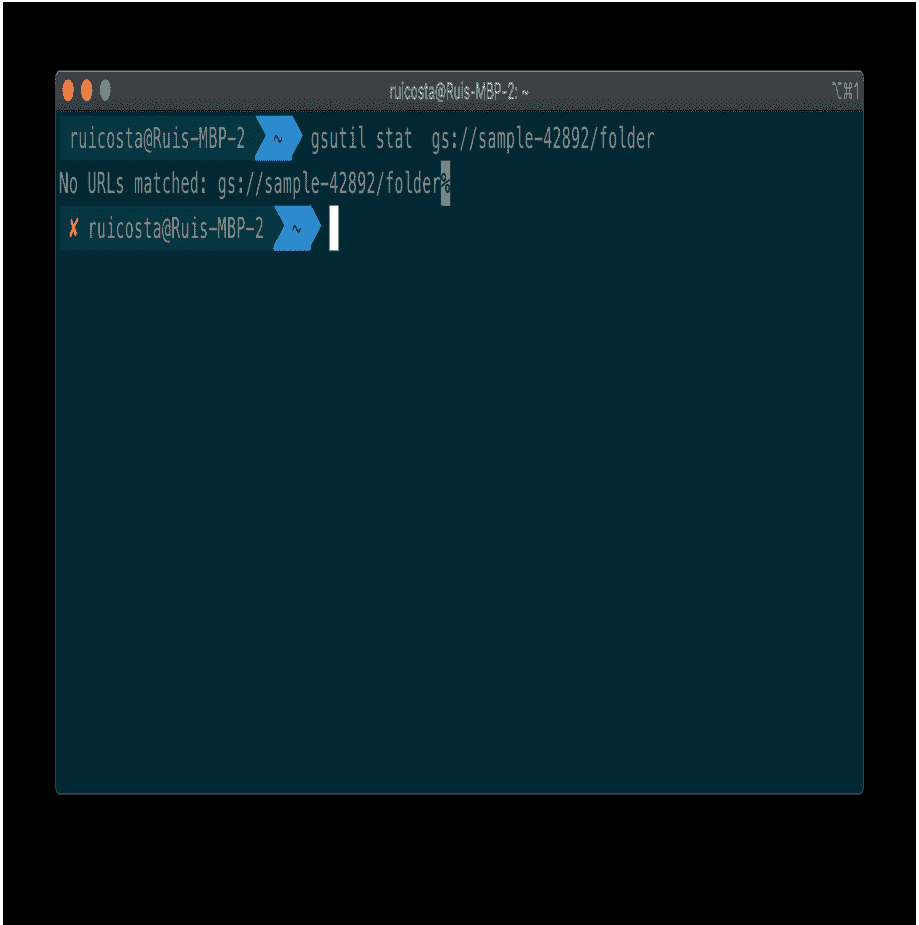 ruicosta@Ruis-MBP-2: ~ ⌥⌘1
ruicosta@Ruis-MBP-2 ~ gsutil stat  gs://sample-42892/folder
No URLs matched: gs://sample-42892/folder%
✗ ruicosta@Ruis-MBP-2 ~